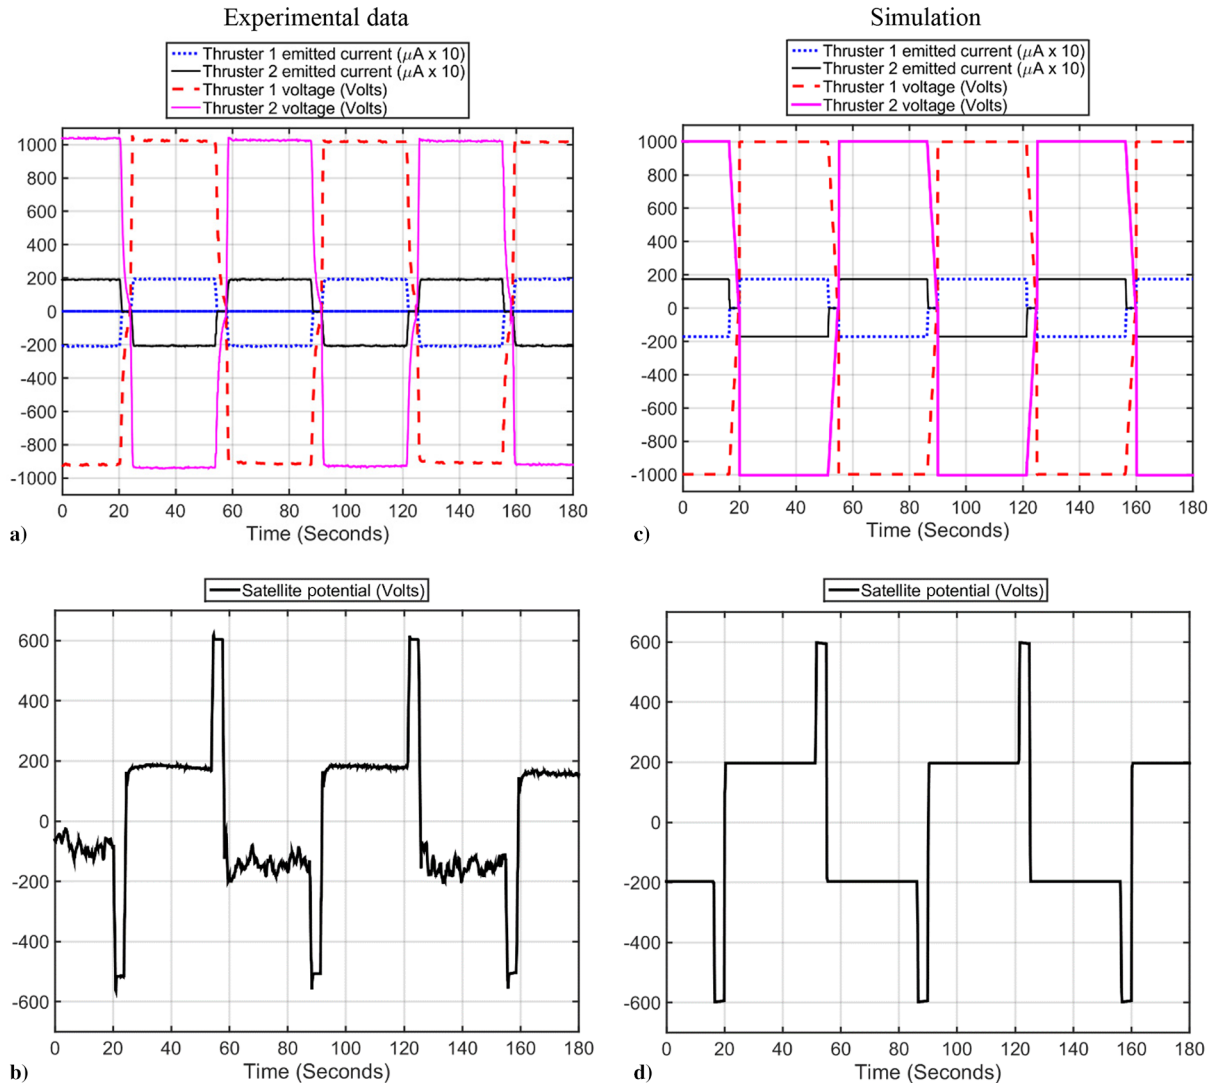 Experimental data
Thruster 1 emitted current (μA x 10)
Thruster 2 emitted current (μA x 10)
Thruster 1 voltage (Volts)
Thruster 2 voltage (Volts)
1000
800
600
400
200
0
-200
-400
-600
-800
-1000
0 20 40 60 80 100 120 140 160 180
Time (Seconds)
a)
Simulation
Thruster 1 emitted current (μA x 10)
Thruster 2 emitted current (μA x 10)
Thruster 1 voltage (Volts)
Thruster 2 voltage (Volts)
1000
800
600
400
200
0
-200
-400
-600
-800
-1000
0 20 40 60 80 100 120 140 160 180
Time (Seconds)
c)
Satellite potential (Volts)
600
400
200
0
-200
-400
-600
0 20 40 60 80 100 120 140 160 180
Time (Seconds)
b)
Satellite potential (Volts)
600
400
200
0
-200
-400
-600
0 20 40 60 80 100 120 140 160 180
Time (Seconds)
d)